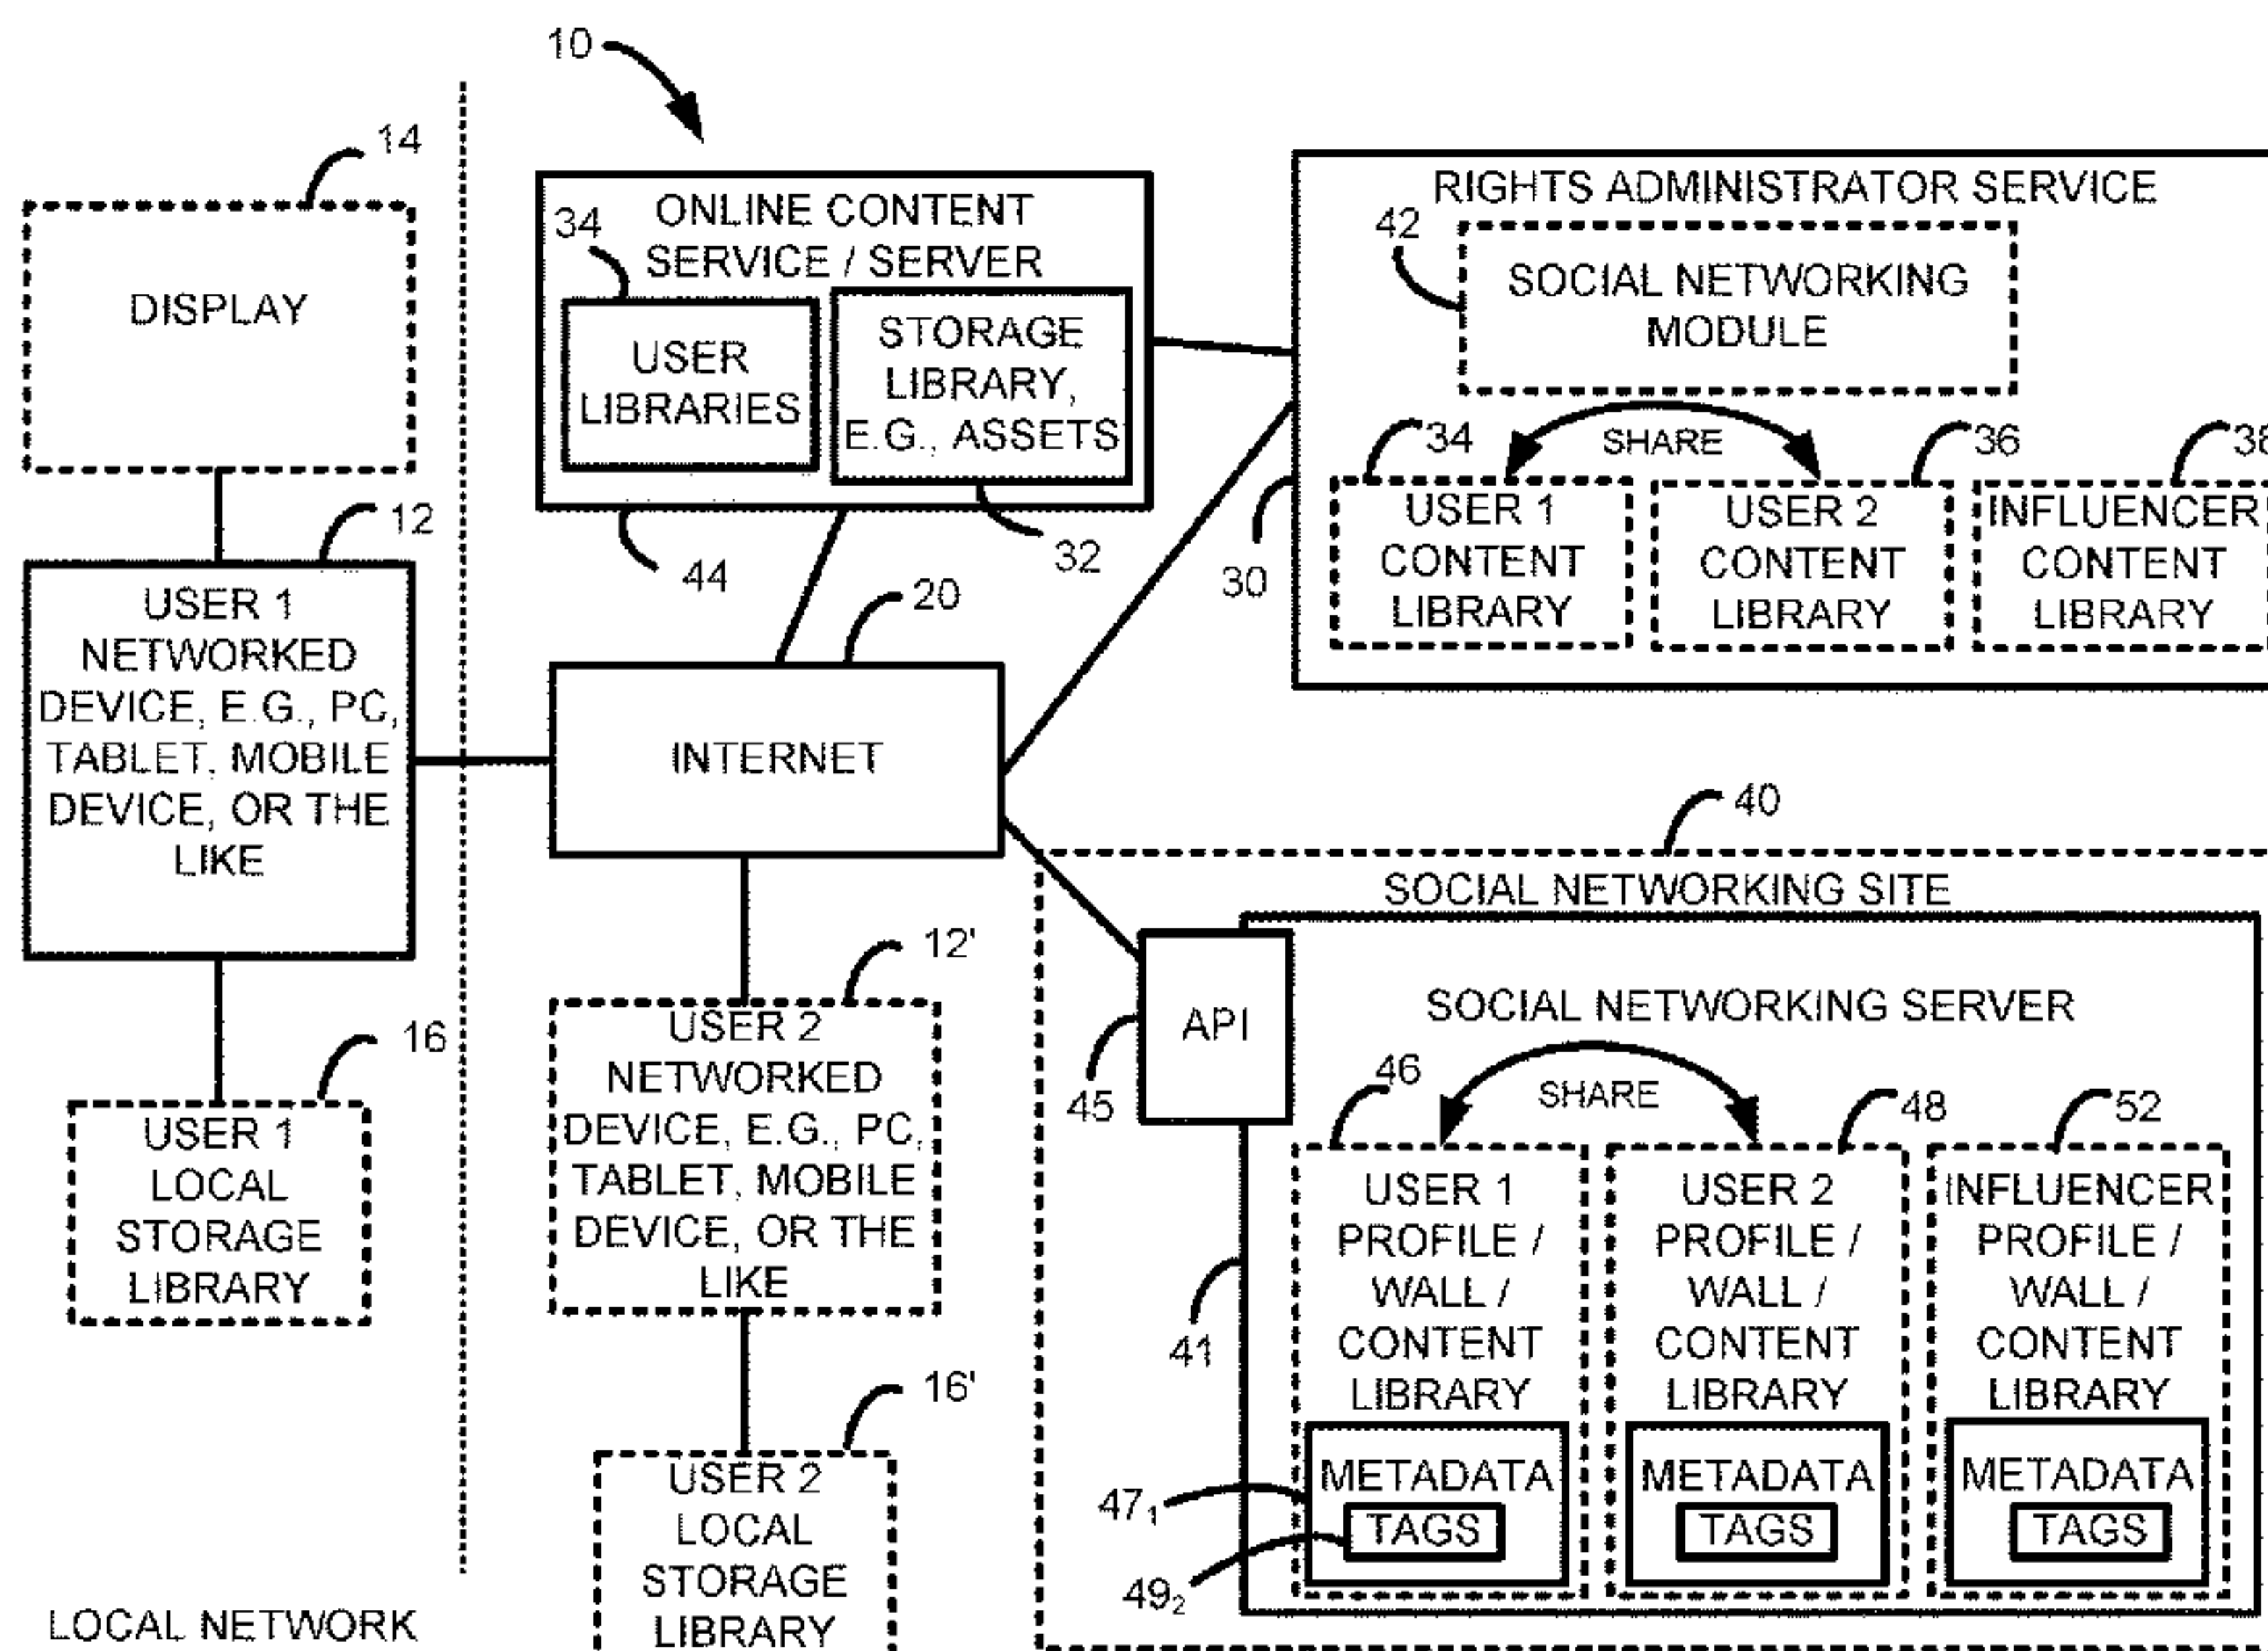 10
14
DISPLAY
12
USER 1
NETWORKED
DEVICE, E.G., PC,
TABLET, MOBILE
DEVICE, OR THE
LIKE
16
USER 1
LOCAL
STORAGE
LIBRARY
LOCAL NETWORK
ONLINE CONTENT
SERVICE / SERVER
34
USER
LIBRARIES
STORAGE
LIBRARY,
E.G., ASSETS
32
44
20
INTERNET
12'
USER 2
NETWORKED
DEVICE, E.G., PC,
TABLET, MOBILE
DEVICE, OR THE
LIKE
16'
USER 2
LOCAL
STORAGE
LIBRARY
RIGHTS ADMINISTRATOR SERVICE
42
SOCIAL NETWORKING
MODULE
SHARE
30
34
USER 1
CONTENT
LIBRARY
36
USER 2
CONTENT
LIBRARY
INFLUENCER
CONTENT
LIBRARY
40
SOCIAL NETWORKING SITE
API
45
SOCIAL NETWORKING SERVER
SHARE
41
46
USER 1
PROFILE /
WALL /
CONTENT
LIBRARY
METADATA
TAGS
47₁
49₂
48
USER 2
PROFILE /
WALL /
CONTENT
LIBRARY
METADATA
TAGS
52
INFLUENCER
PROFILE /
WALL /
CONTENT
LIBRARY
METADATA
TAGS